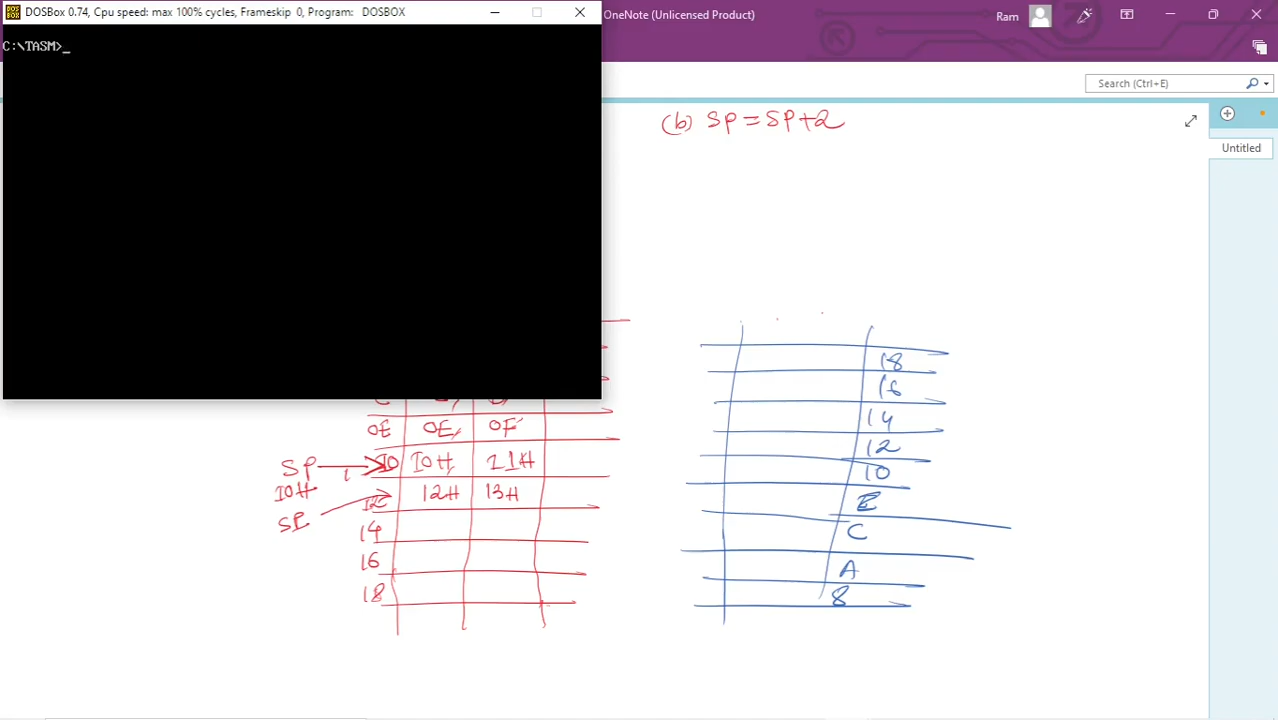 DOSBox 0.74, Cpu speed: max 100% cycles, Frameskip 0, Program: DOSBOX
OneNote (Unlicensed Product)
Ram
C:\TASM>_
Search (Ctrl+E)
(b) SP = SP+2
Untitled
18
16
OE OE, OF
14
12
SP 10 10H, 21H
10
10H
12H 13H
E
SP
14
C
16
A
18
8